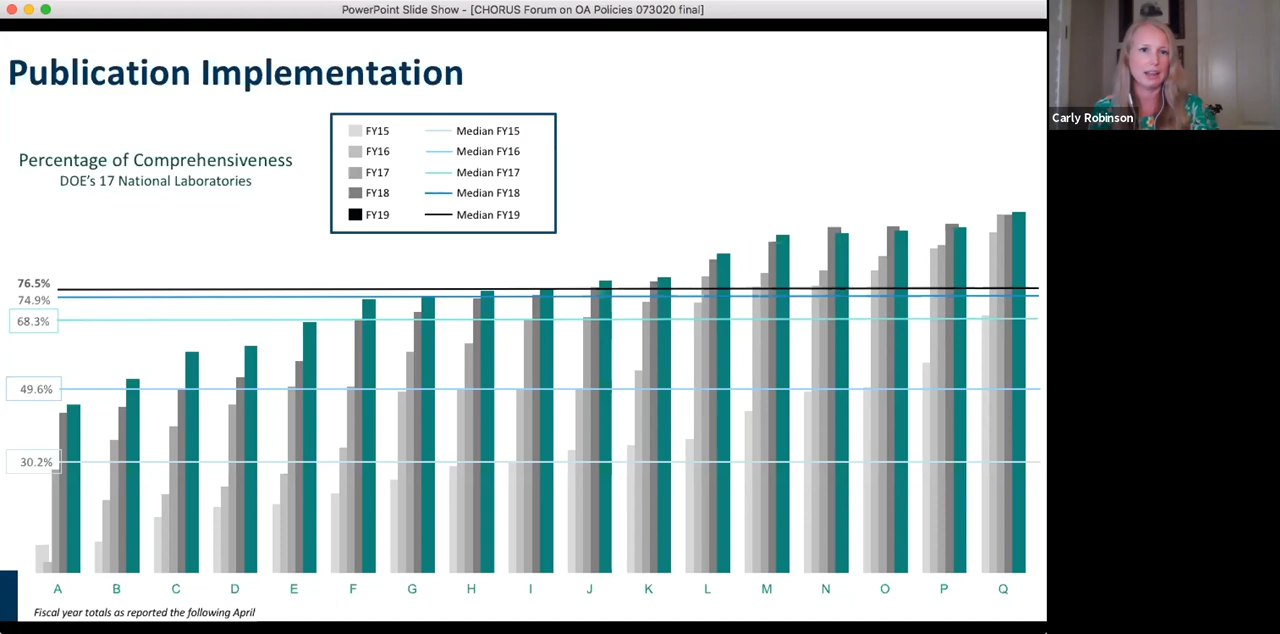 PowerPoint Slide Show - [CHORUS Forum on OA Policies 073020 final]
Publication Implementation
Percentage of Comprehensiveness
DOE's 17 National Laboratories
FY15 Median FY15
FY16 Median FY16
FY17 Median FY17
FY18 Median FY18
FY19 Median FY19
76.5%
74.9%
68.3%
49.6%
30.2%
A B C D E F G H I J K L M N O P Q
Fiscal year totals as reported the following April
Carly Robinson